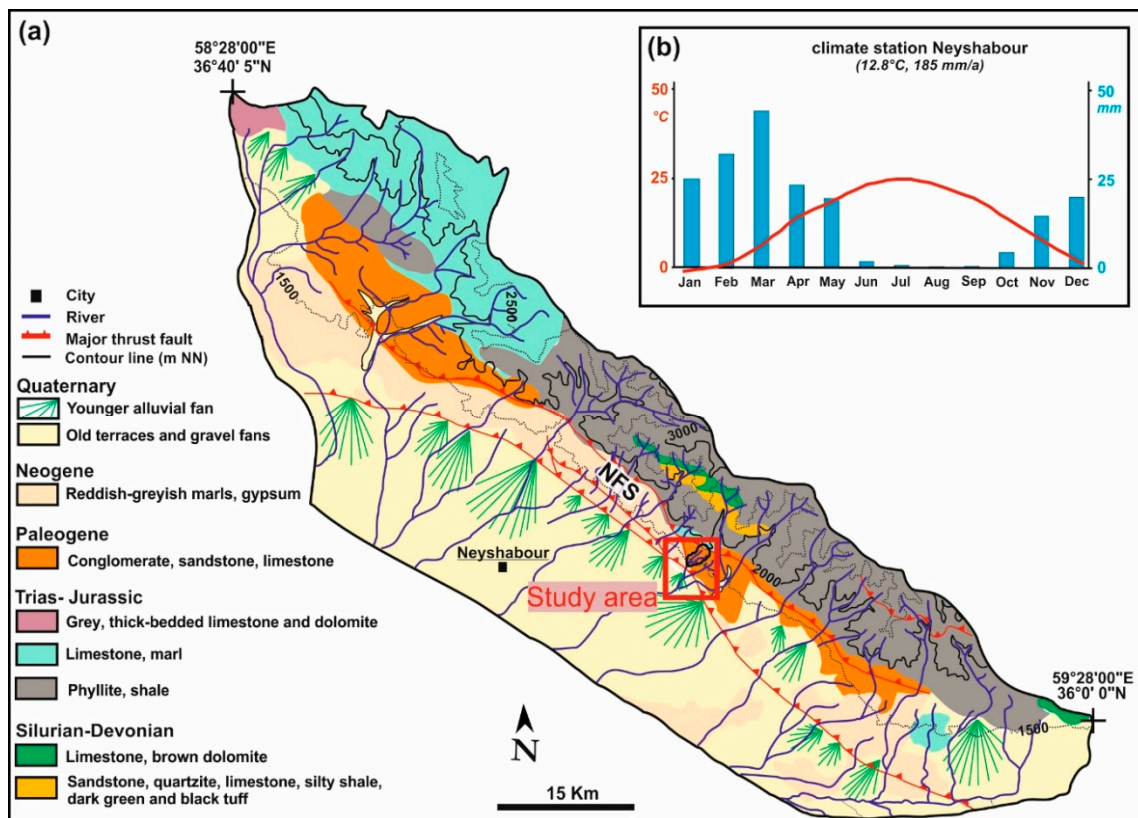 (a)
58°28'00"E
36°40' 5"N
(b)
climate station Neyshabour
(12.8°C, 185 mm/a)
50
°C
25
0
50
mm
25
0
Jan Feb Mar Apr May Jun Jul Aug Sep Oct Nov Dec
1500
2500
3000
NFS
Neyshabour
Study area
2000
59°28'00"E
36°0' 0"N
1500
N
15 Km
City
River
Major thrust fault
Contour line (m NN)
Quaternary
Younger alluvial fan
Old terraces and gravel fans
Neogene
Reddish-greyish marls, gypsum
Paleogene
Conglomerate, sandstone, limestone
Trias- Jurassic
Grey, thick-bedded limestone and dolomite
Limestone, marl
Phyllite, shale
Silurian-Devonian
Limestone, brown dolomite
Sandstone, quartzite, limestone, silty shale,
dark green and black tuff